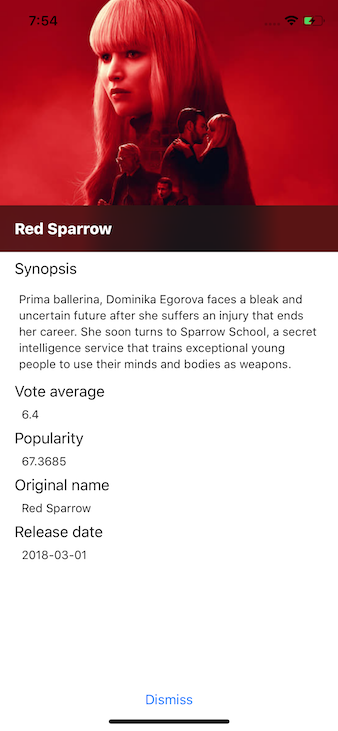 7:54
Red Sparrow
Synopsis
Prima ballerina, Dominika Egorova faces a bleak and
uncertain future after she suffers an injury that ends
her career. She soon turns to Sparrow School, a secret
intelligence service that trains exceptional young
people to use their minds and bodies as weapons.
Vote average
6.4
Popularity
67.3685
Original name
Red Sparrow
Release date
2018-03-01
Dismiss